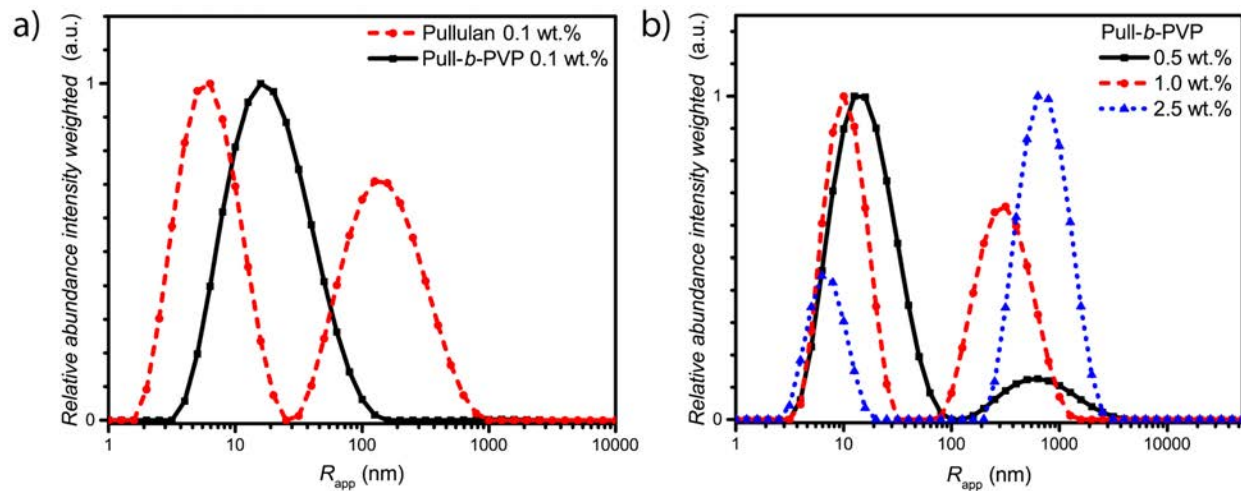 a)
Relative abundance intensity weighted (a.u.)
1
0
Pullulan 0.1 wt.%
Pull-b-PVP 0.1 wt.%
1 10 100 1000 10000
Rapp (nm)
b)
Relative abundance intensity weighted (a.u.)
1
0
Pull-b-PVP
0.5 wt.%
1.0 wt.%
2.5 wt.%
1 10 100 1000 10000
Rapp (nm)